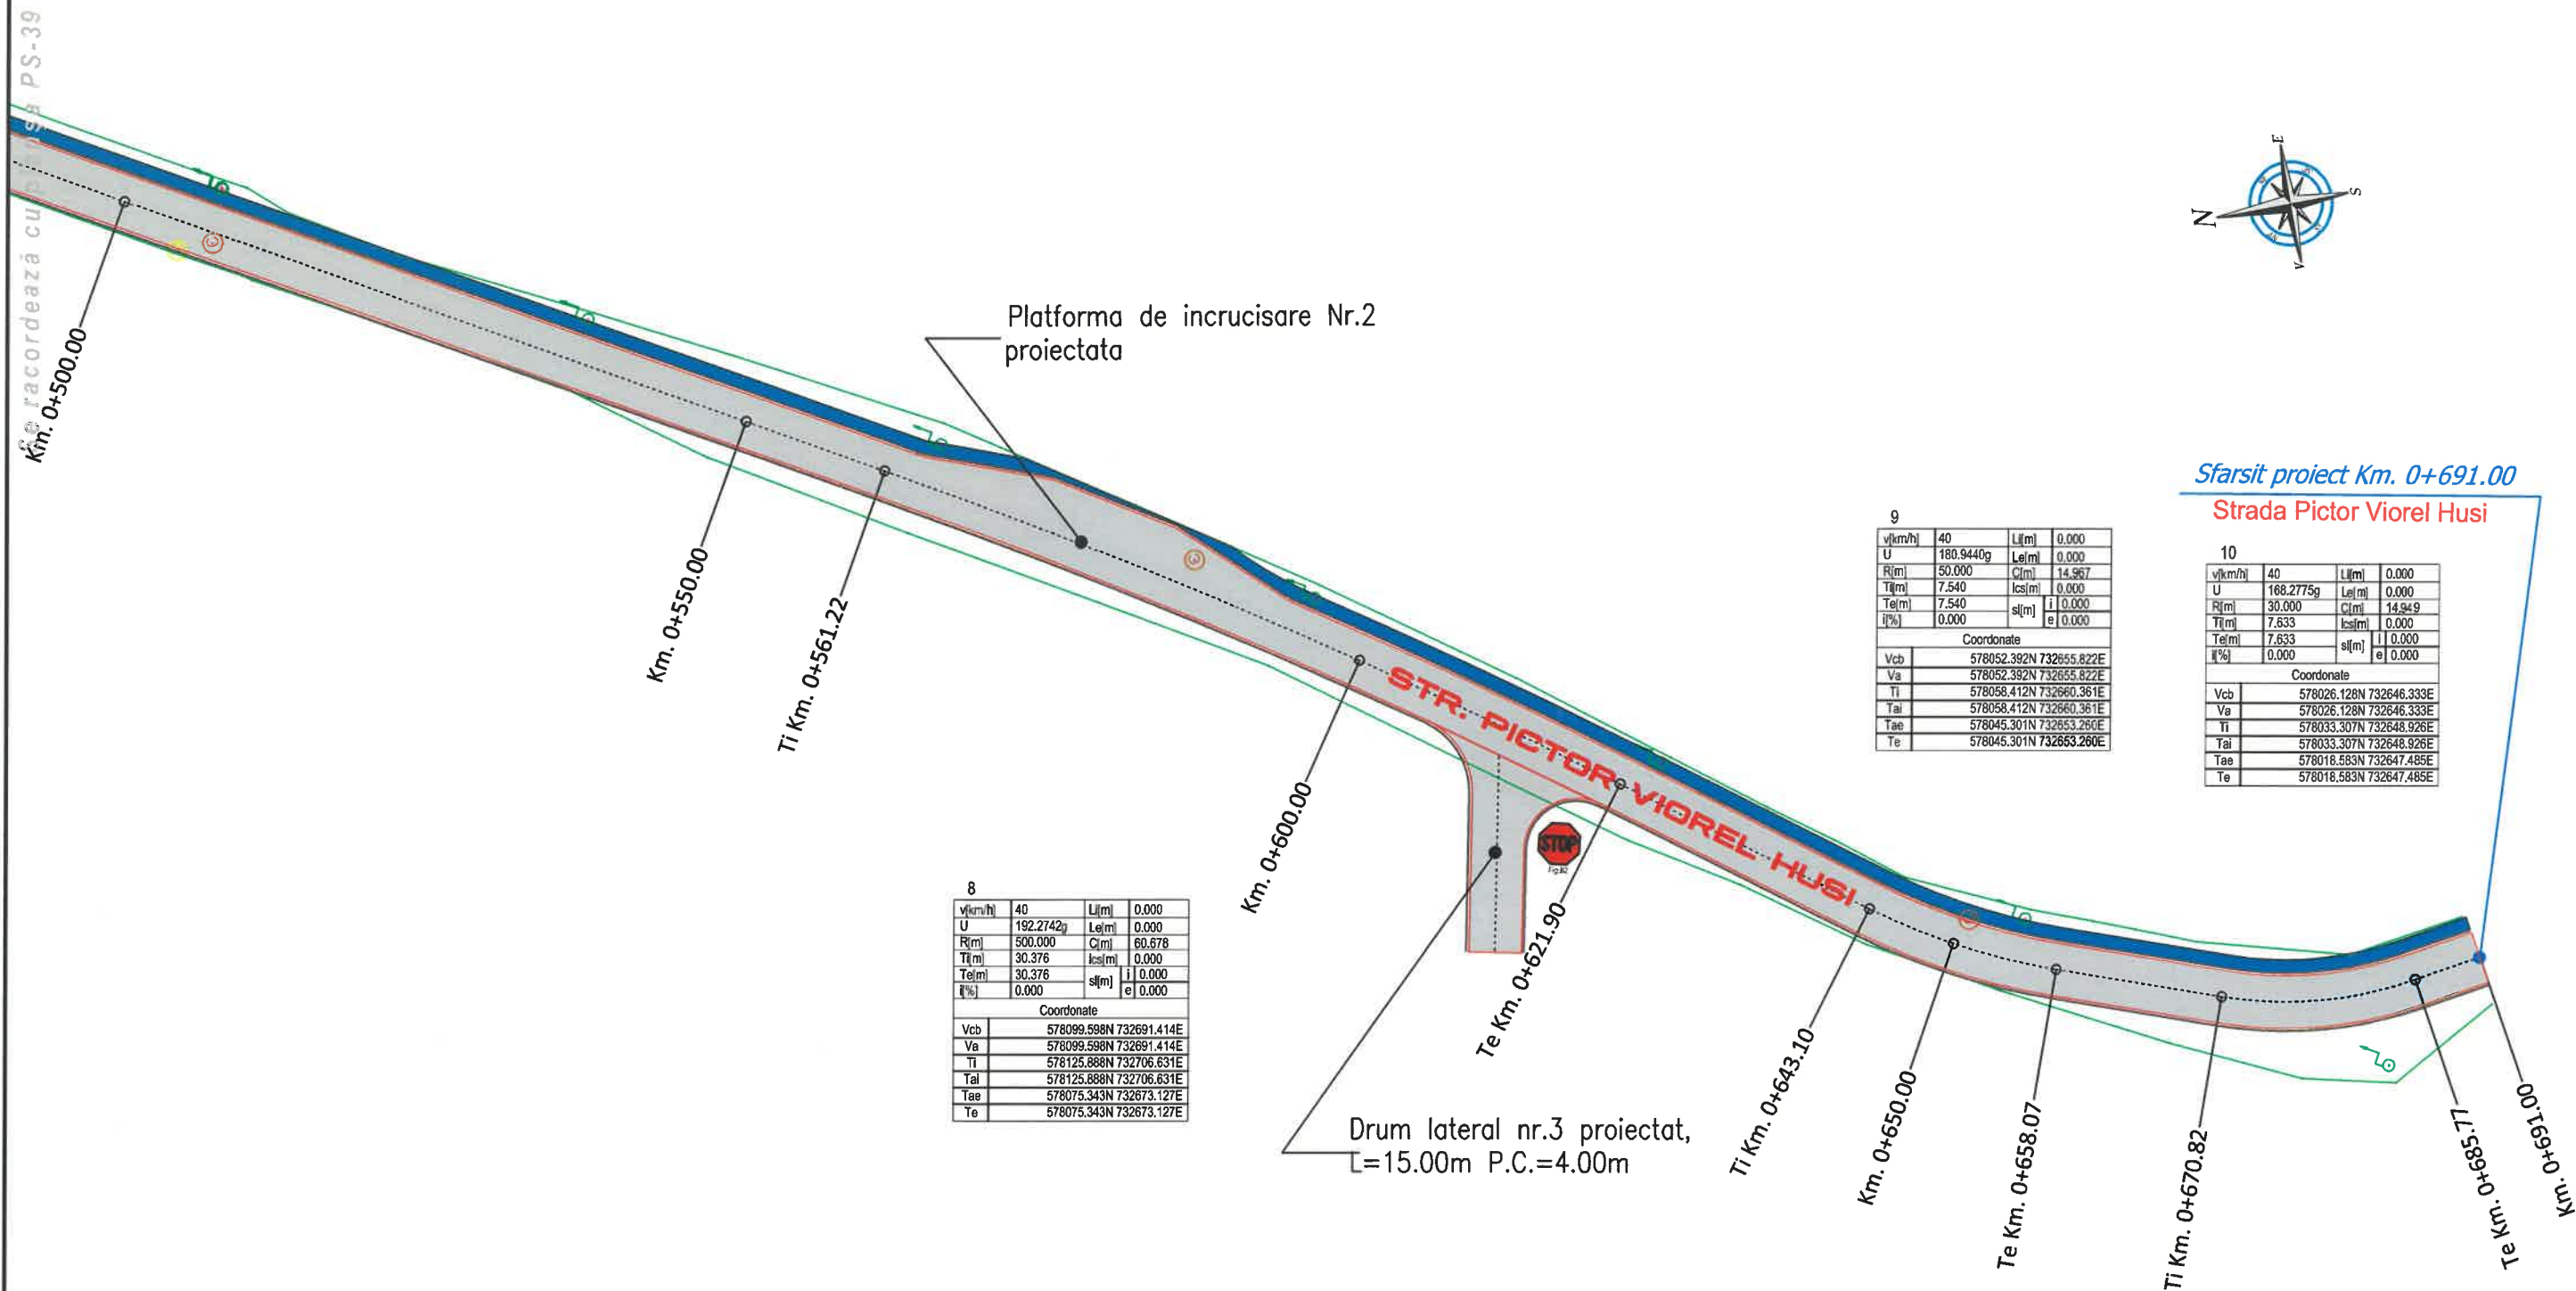 Se racordează cu planșa PS-39
Km. 0+500.00
Km. 0+550.00
Ti Km. 0+561.22
Platforma de incrucisare Nr.2
proiectata
Km. 0+600.00
STR. PICTOR VIOREL HUSI
STOP
Te Km. 0+621.90
Ti Km. 0+643.10
Km. 0+650.00
Te Km. 0+658.07
Ti Km. 0+670.82
Te Km. 0+685.77
Km. 0+691.00
Drum lateral nr.3 proiectat,
L=15.00m P.C.=4.00m
N
E
S
V
Sfarsit proiect Km. 0+691.00
Strada Pictor Viorel Husi
8
v[km/h] 40 Li[m] 0.000
U 192.2742g Le[m] 0.000
R[m] 500.000 C[m] 60.678
Ti[m] 30.376 lcs[m] 0.000
Te[m] 30.376 sl[m] i 0.000
i[%] 0.000 e 0.000
Coordonate
Vcb 578099.598N 732691.414E
Va 578099.598N 732691.414E
Ti 578125.888N 732706.631E
Tai 578125.888N 732706.631E
Tae 578075.343N 732673.127E
Te 578075.343N 732673.127E
9
v[km/h] 40 Li[m] 0.000
U 180.9440g Le[m] 0.000
R[m] 50.000 C[m] 14.967
Ti[m] 7.540 lcs[m] 0.000
Te[m] 7.540 sl[m] i 0.000
i[%] 0.000 e 0.000
Coordonate
Vcb 578052.392N 732655.822E
Va 578052.392N 732655.822E
Ti 578058.412N 732660.361E
Tai 578058.412N 732660.361E
Tae 578045.301N 732653.260E
Te 578045.301N 732653.260E
10
v[km/h] 40 Li[m] 0.000
U 168.2775g Le[m] 0.000
R[m] 30.000 C[m] 14.949
Ti[m] 7.633 lcs[m] 0.000
Te[m] 7.633 sl[m] i 0.000
i[%] 0.000 e 0.000
Coordonate
Vcb 578026.128N 732646.333E
Va 578026.128N 732646.333E
Ti 578033.307N 732648.926E
Tai 578033.307N 732648.926E
Tae 578018.583N 732647.485E
Te 578018.583N 732647.485E